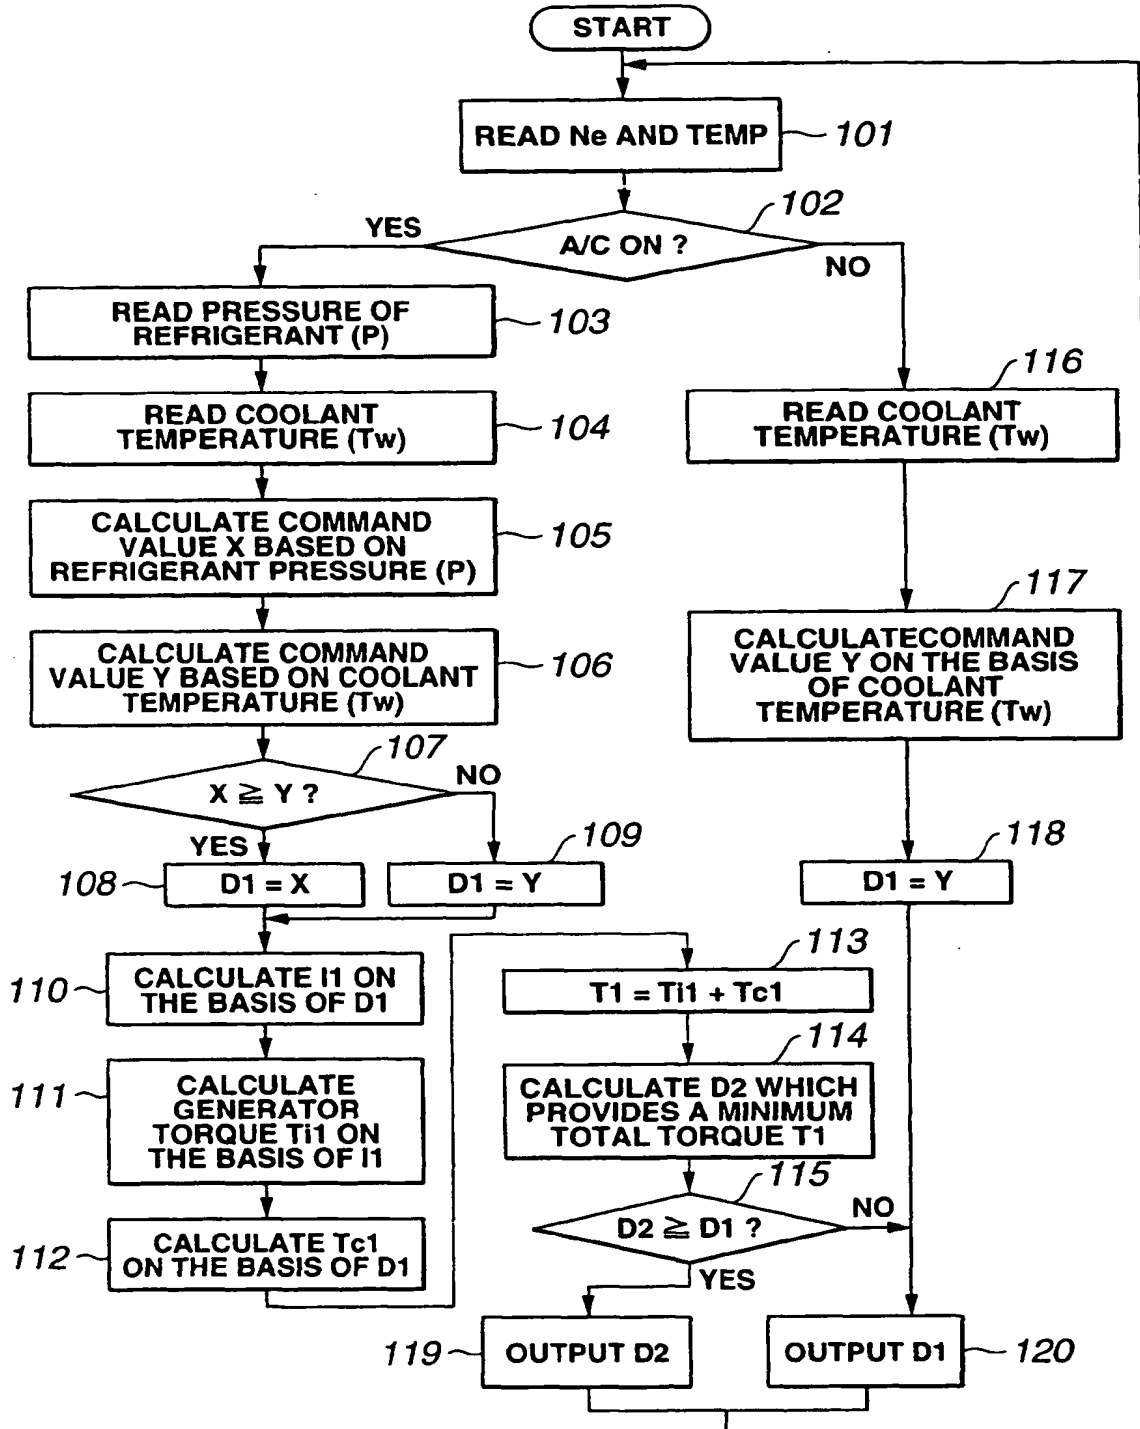 START
READ Ne AND TEMP
101
102
YES
A/C ON ?
NO
READ PRESSURE OF
REFRIGERANT (P)
103
116
READ COOLANT
TEMPERATURE (Tw)
104
READ COOLANT
TEMPERATURE (Tw)
CALCULATE COMMAND
VALUE X BASED ON
REFRIGERANT PRESSURE (P)
105
117
CALCULATE COMMAND
VALUE Y BASED ON COOLANT
TEMPERATURE (Tw)
106
CALCULATECOMMAND
VALUE Y ON THE BASIS
OF COOLANT
TEMPERATURE (Tw)
107
X ≧ Y ?
NO
YES
109
118
108
D1 = X
D1 = Y
D1 = Y
110
CALCULATE I1 ON
THE BASIS OF D1
113
T1 = Ti1 + Tc1
114
111
CALCULATE
GENERATOR
TORQUE Ti1 ON
THE BASIS OF I1
CALCULATE D2 WHICH
PROVIDES A MINIMUM
TOTAL TORQUE T1
115
112
CALCULATE Tc1
ON THE BASIS OF D1
D2 ≧ D1 ?
NO
YES
119
OUTPUT D2
OUTPUT D1
120